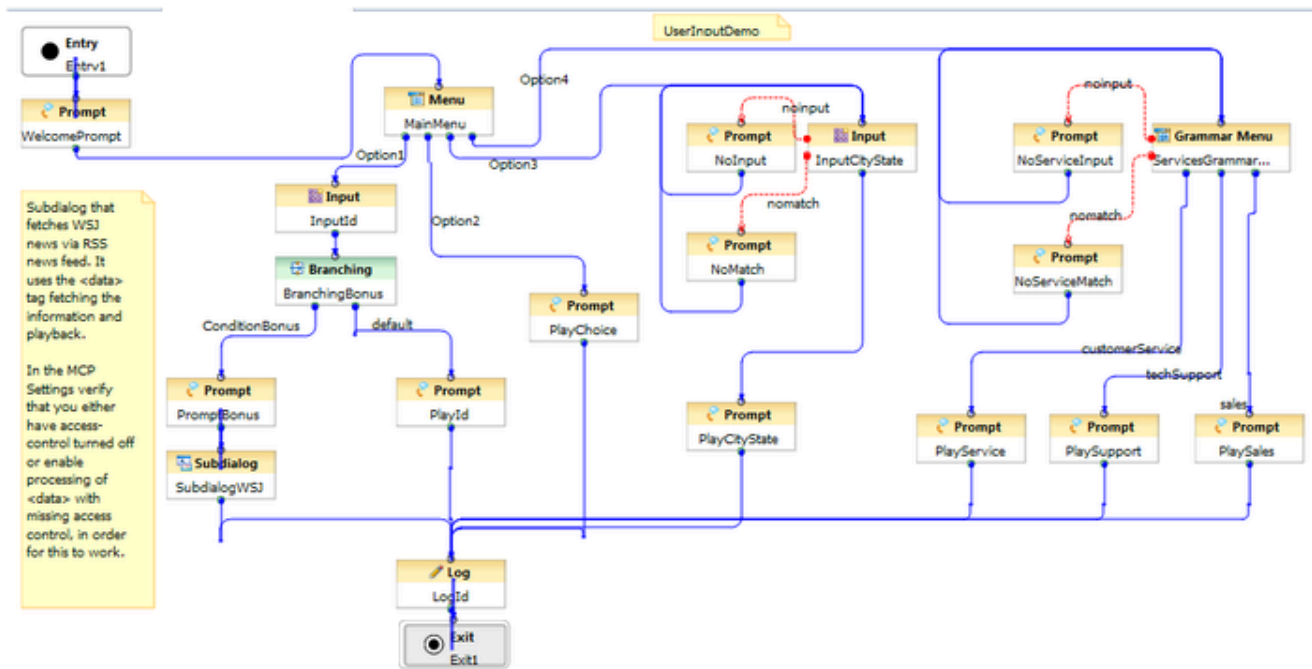 UserInputDemo
Entry
Entry1
Prompt
WelcomePrompt
Menu
MainMenu
Option1
Option2
Option3
Option4
Input
InputId
Branching
BranchingBonus
ConditionBonus
default
Prompt
PromptBonus
Subdialog
SubdialogWSJ
Prompt
PlayId
Prompt
PlayChoice
noinput
Prompt
NoInput
Input
InputCityState
nomatch
Prompt
NoMatch
Prompt
PlayCityState
noinput
Prompt
NoServiceInput
Grammar Menu
ServicesGrammar...
nomatch
Prompt
NoServiceMatch
customerService
techSupport
sales
Prompt
PlayService
Prompt
PlaySupport
Prompt
PlaySales
Log
LogId
Exit
Exit1
Subdialog that
fetches WSJ
news via RSS
news feed. It
uses the <data>
tag fetching the
information and
playback.
In the MCP
Settings verify
that you either
have access-
control turned off
or enable
processing of
<data> with
missing access
control, in order
for this to work.